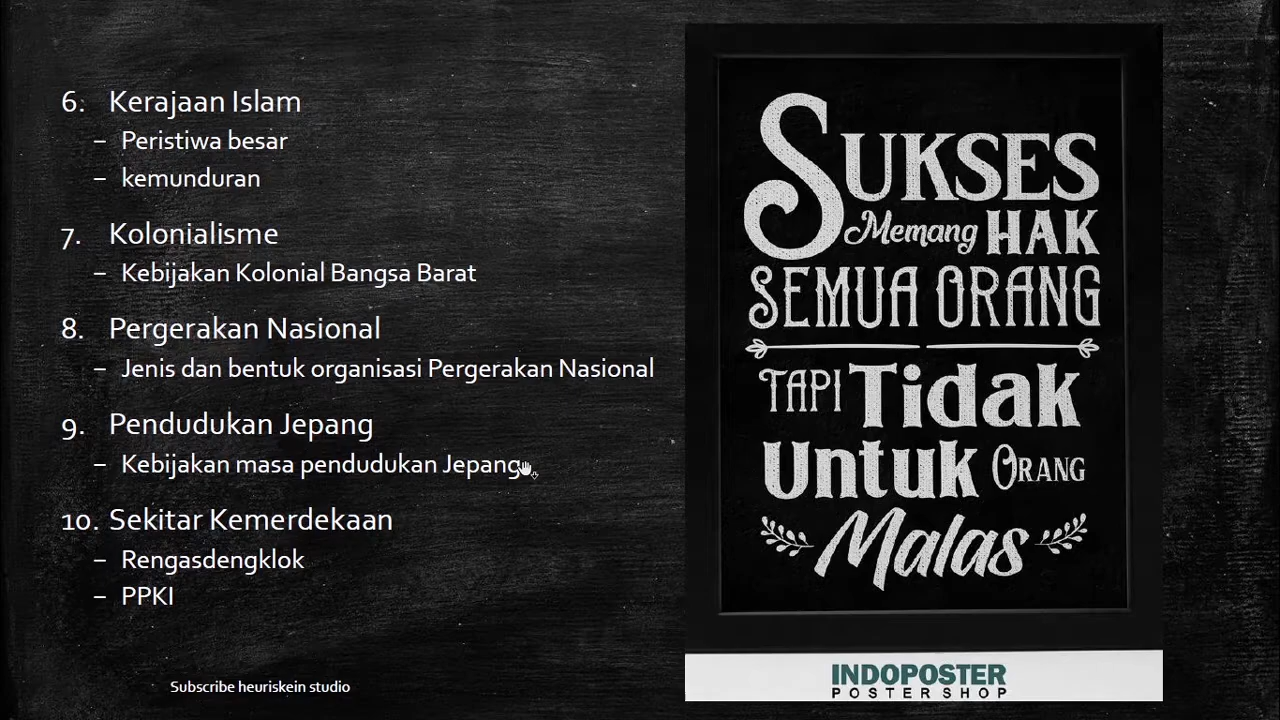 6. Kerajaan Islam
– Peristiwa besar
– kemunduran
7. Kolonialisme
– Kebijakan Kolonial Bangsa Barat
8. Pergerakan Nasional
– Jenis dan bentuk organisasi Pergerakan Nasional
9. Pendudukan Jepang
– Kebijakan masa pendudukan Jepang
10. Sekitar Kemerdekaan
– Rengasdengklok
– PPKI
Subscribe heuriskein studio
SUKSES
Memang HAK
SEMUA ORANG
TAPI Tidak
Untuk ORANG
Malas
INDOPOSTER
POSTER SHOP